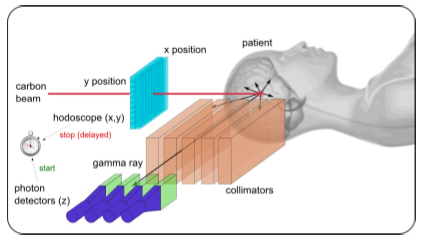 x position
patient
y position
carbon
beam
hodoscope (x,y)
stop (delayed)
gamma ray
start
photon
detectors (z)
collimators